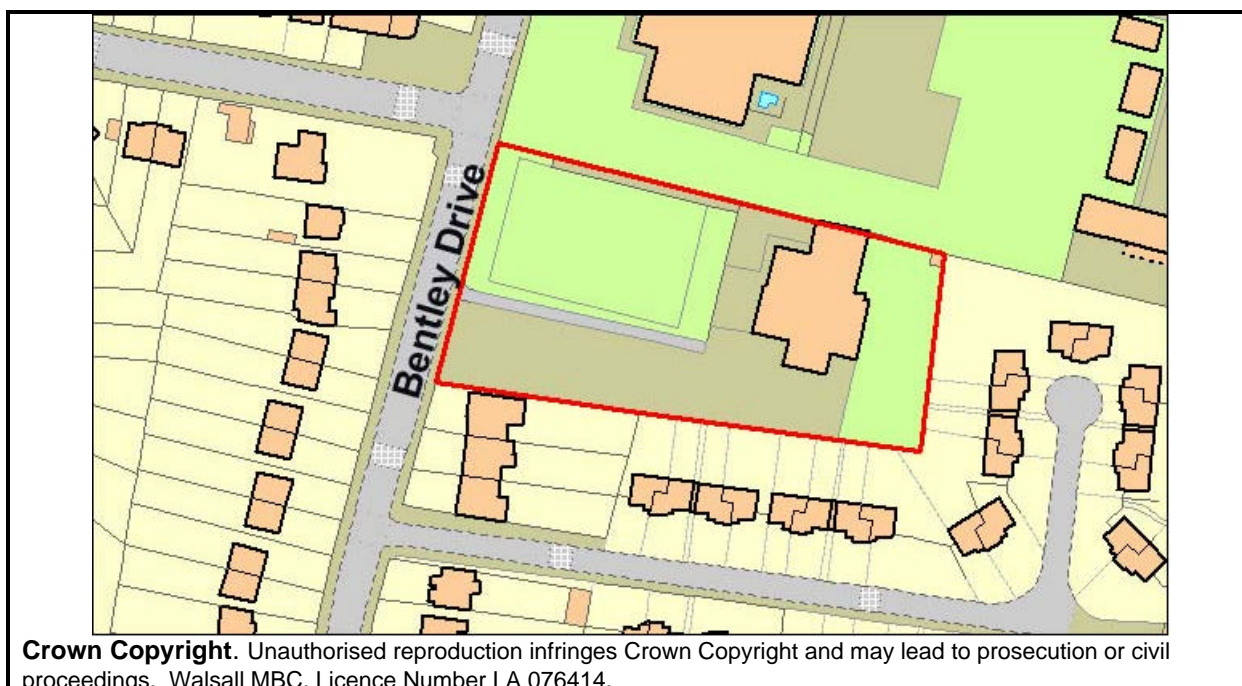 Bentley Drive
Crown Copyright. Unauthorised reproduction infringes Crown Copyright and may lead to prosecution or civil
proceedings. Walsall MBC. Licence Number LA 076414.